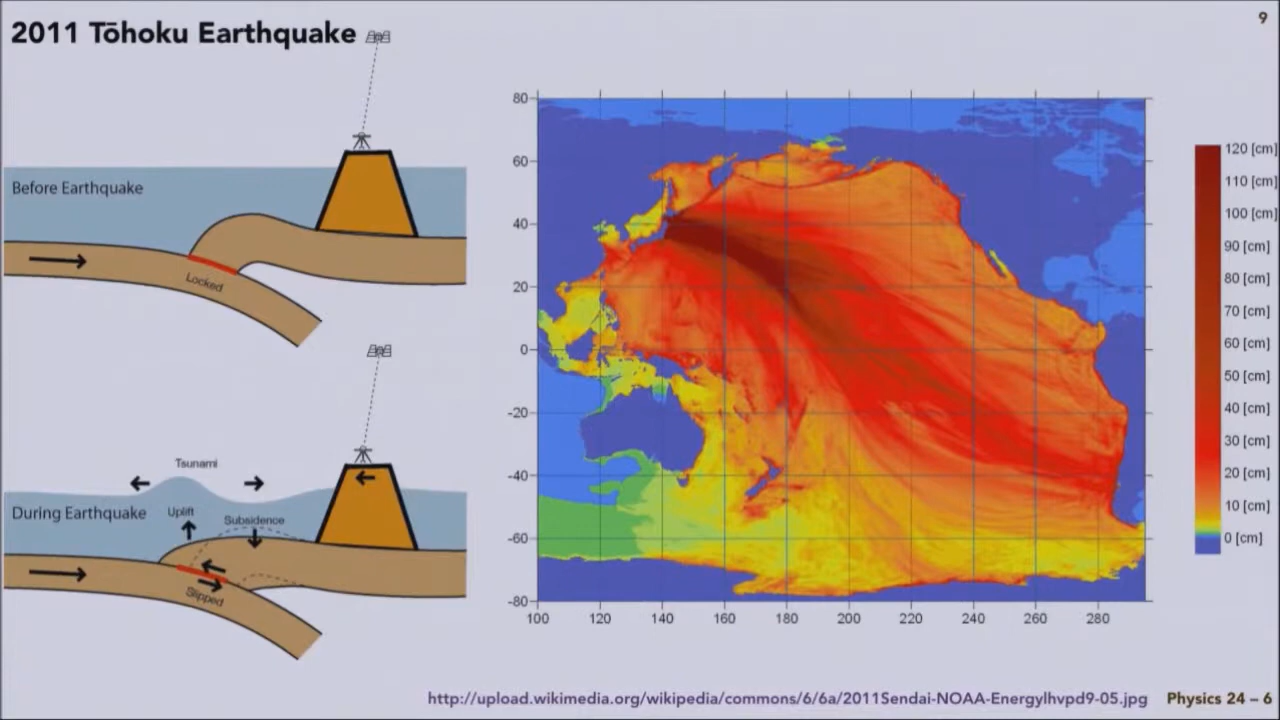 2011 Tōhoku Earthquake
9
Before Earthquake
Locked
Tsunami
During Earthquake
Uplift
Subsidence
Slipped
80
60
40
20
0
-20
-40
-60
-80
100
120
140
160
180
200
220
240
260
280
120 [cm]
110 [cm]
100 [cm]
90 [cm]
80 [cm]
70 [cm]
60 [cm]
50 [cm]
40 [cm]
30 [cm]
20 [cm]
10 [cm]
0 [cm]
http://upload.wikimedia.org/wikipedia/commons/6/6a/2011Sendai-NOAA-Energylhvpd9-05.jpg
Physics 24 – 6